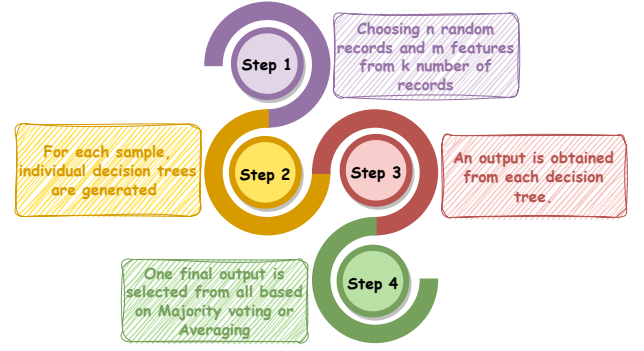 Step 1
Choosing n random
records and m features
from k number of
records
Step 2
For each sample,
individual decision trees
are generated
Step 3
An output is obtained
from each decision
tree.
Step 4
One final output is
selected from all based
on Majority voting or
Averaging